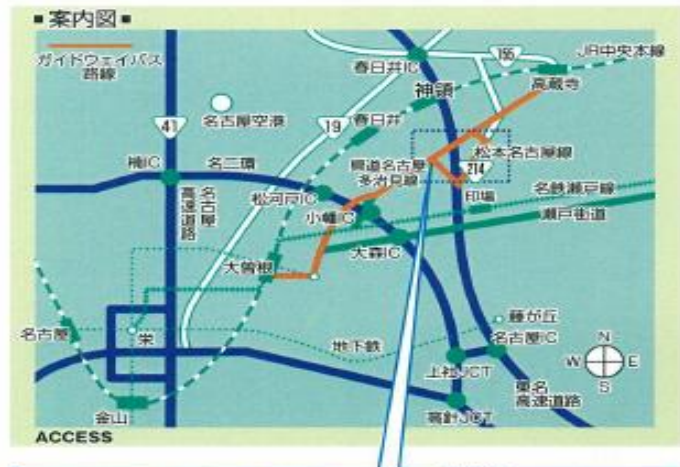 ■案内図■
ガイドウェイバス
路線
155
JR中央本線
春日井IC
高蔵寺
神領
41
名古屋空港
19
春日井
松本名古屋線
楠IC
名二環
県道名古屋
多治見線
214
松河戸IC
印場
名鉄瀬戸線
小幡IC
瀬戸街道
名古屋
高速道路
大森IC
大曽根
藤が丘
名古屋
栄
地下鉄
名古屋IC
N
W
E
S
上社JCT
東名
高速道路
金山
高針JCT
ACCESS